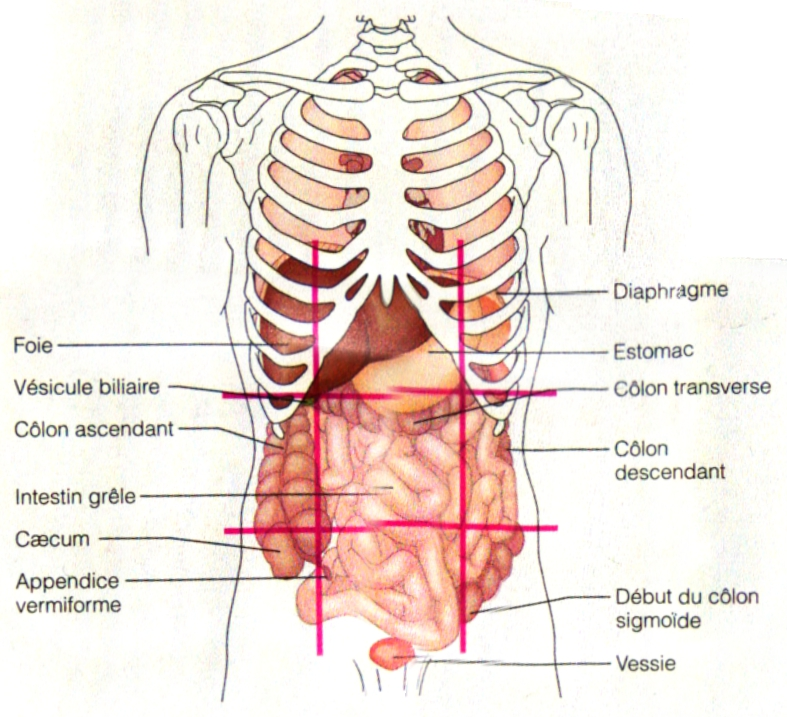 Foie
Vésicule biliaire
Côlon ascendant
Intestin grêle
Cæcum
Appendice
vermiforme
Diaphragme
Estomac
Côlon transverse
Côlon
descendant
Début du côlon
sigmoïde
Vessie